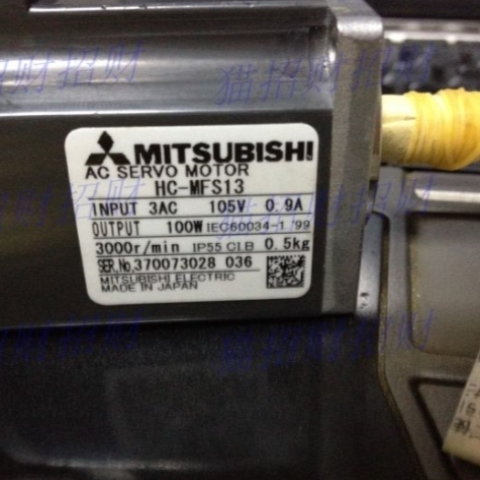 猫招财招财
猫招财招财
MITSUBISHI
AC SERVO MOTOR
HC-MFS13
INPUT 3AC 105V 0.9A
OUTPUT 100W IEC60034-1 '99
3000r/min IP55 Cl.B 0.5kg
SER.No.370073028 036
MITSUBISHI ELECTRIC
MADE IN JAPAN
猫招财招财